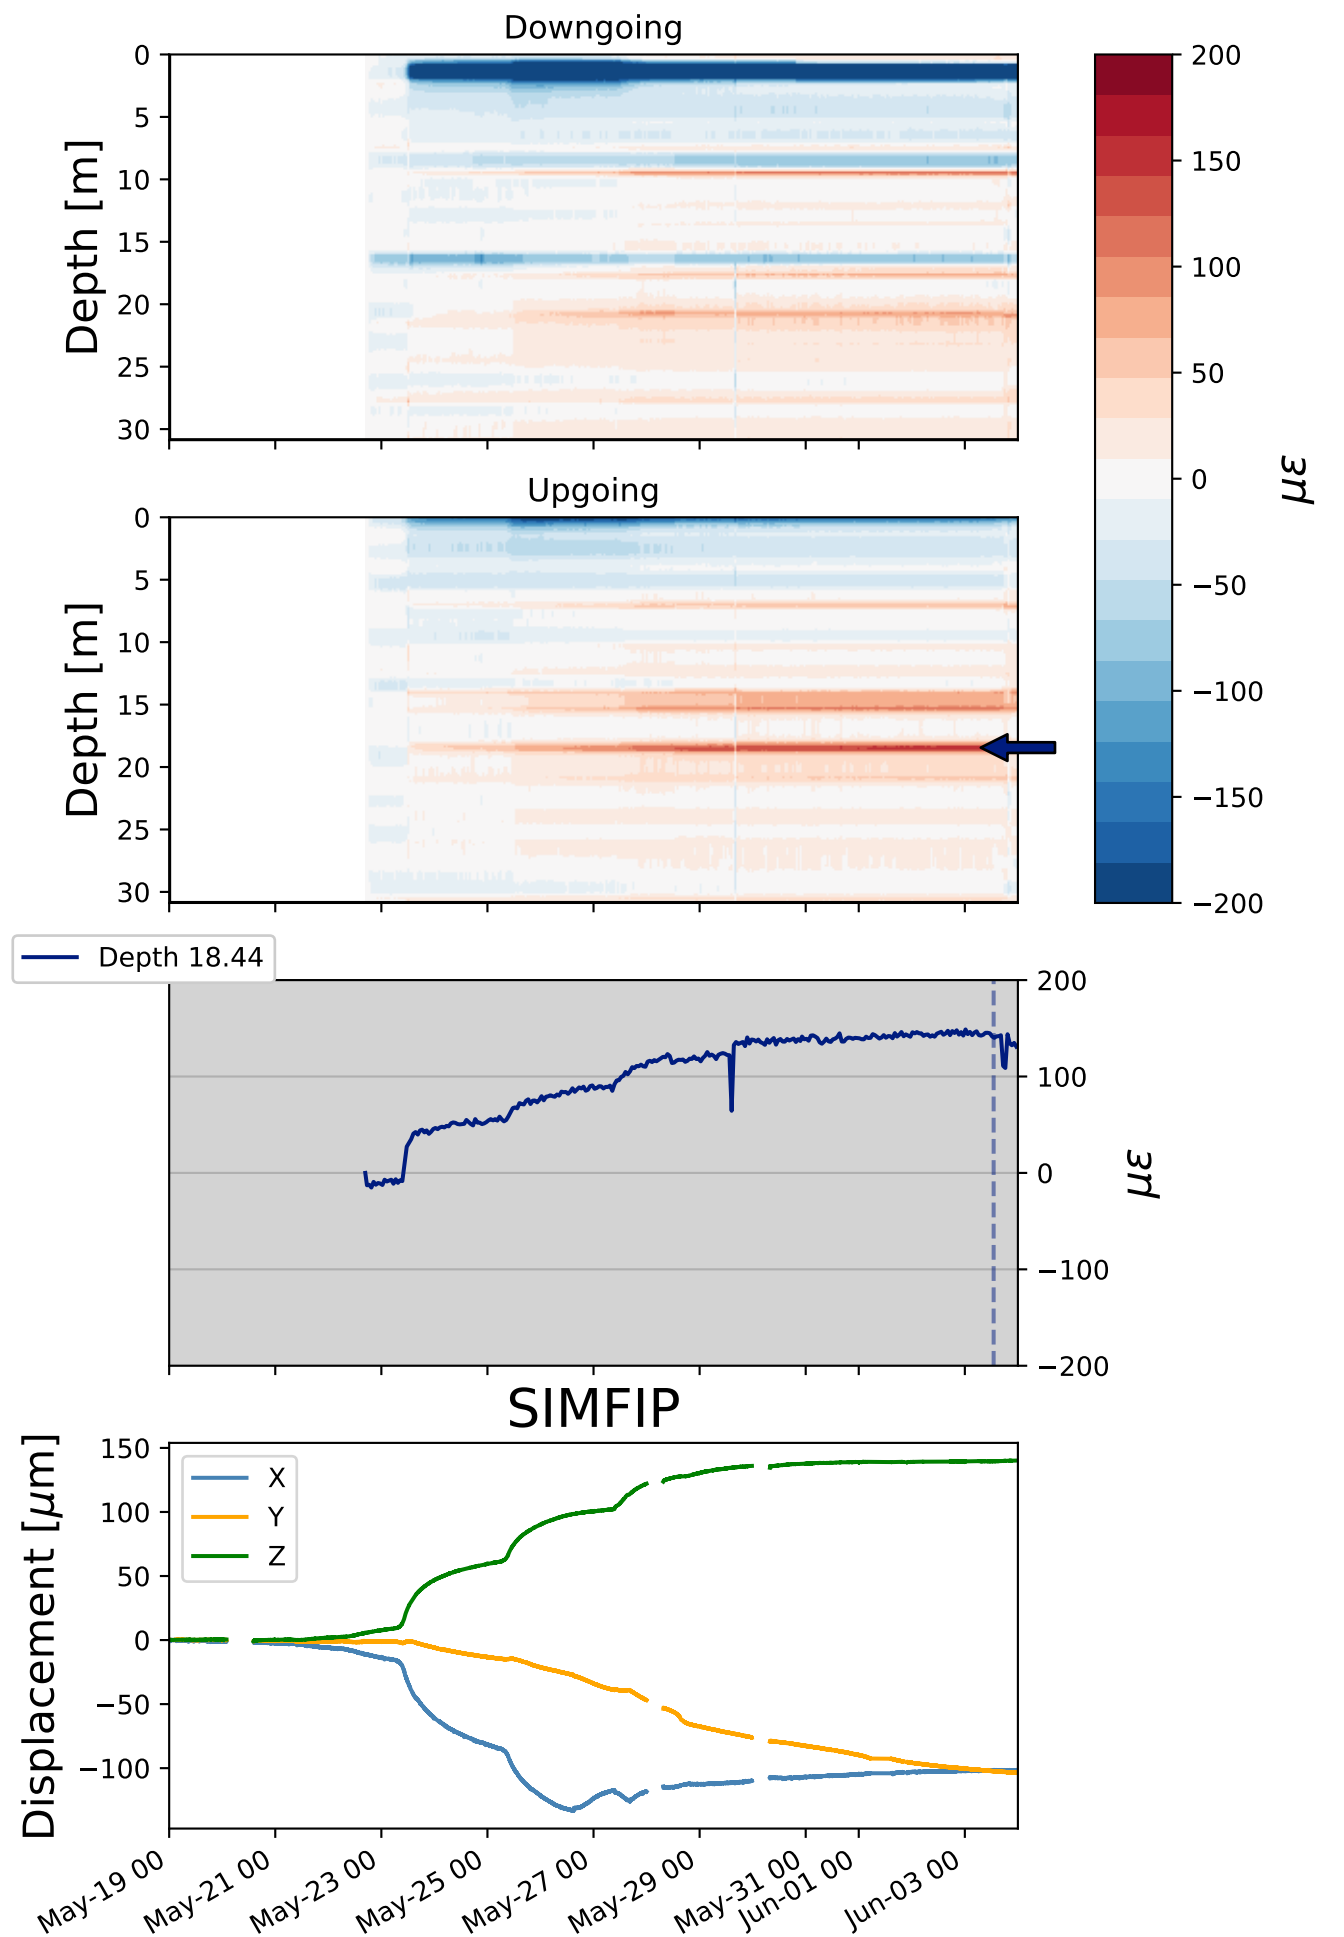 Downgoing
0
5
10
15
20
25
30
Depth [m]
200
150
100
50
0
−50
−100
−150
−200
με
Upgoing
0
5
10
15
20
25
30
Depth [m]
Depth 18.44
200
100
0
−100
−200
με
SIMFIP
150
100
50
0
−50
−100
Displacement [μm]
X
Y
Z
May-19 00
May-21 00
May-23 00
May-25 00
May-27 00
May-29 00
May-31 00
Jun-01 00
Jun-03 00